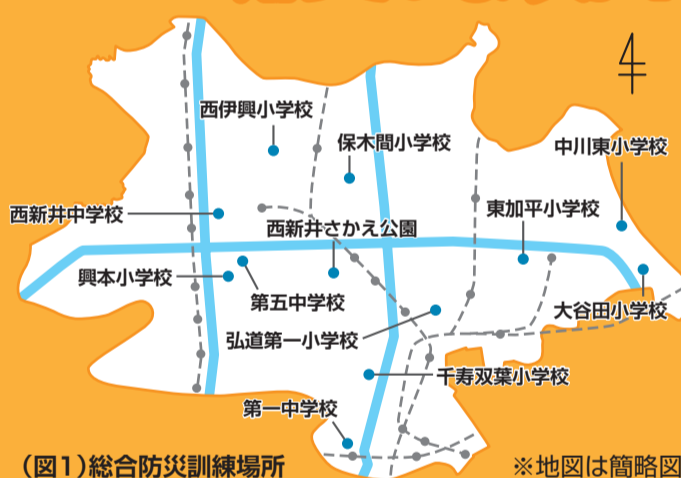 西伊興小学校
保木間小学校
中川東小学校
西新井中学校
東加平小学校
西新井さかえ公園
興本小学校
第五中学校
大谷田小学校
弘道第一小学校
千寿双葉小学校
第一中学校
(図1)総合防災訓練場所
※地図は簡略図